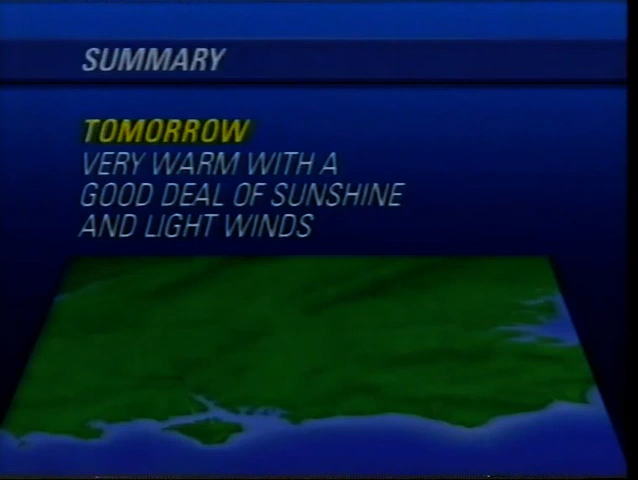 SUMMARY
TOMORROW
VERY WARM WITH A
GOOD DEAL OF SUNSHINE
AND LIGHT WINDS